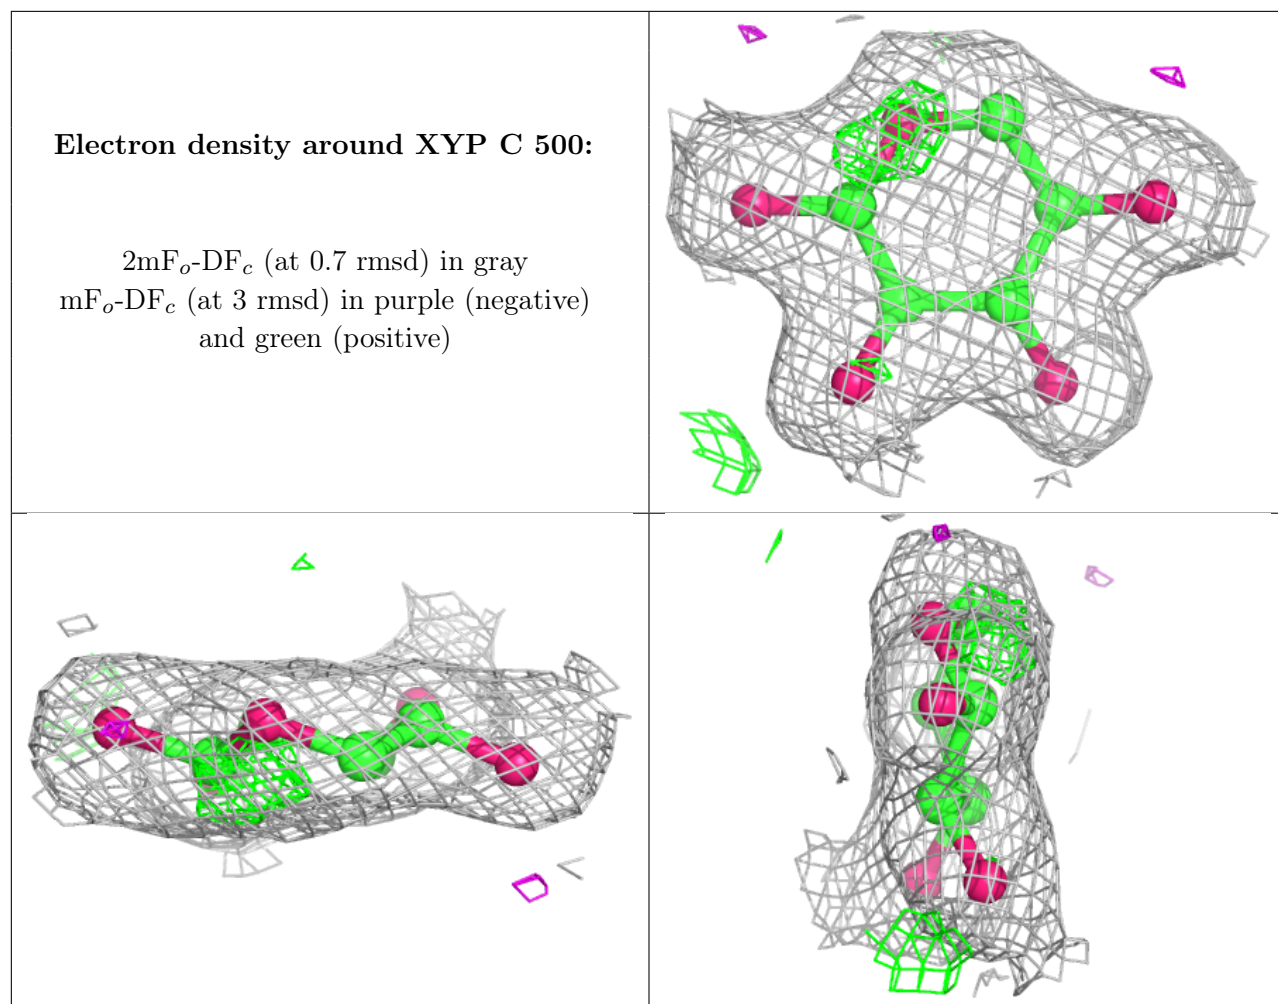 Electron density around XYP C 500:
2mFo-DFc (at 0.7 rmsd) in gray
mFo-DFc (at 3 rmsd) in purple (negative)
and green (positive)